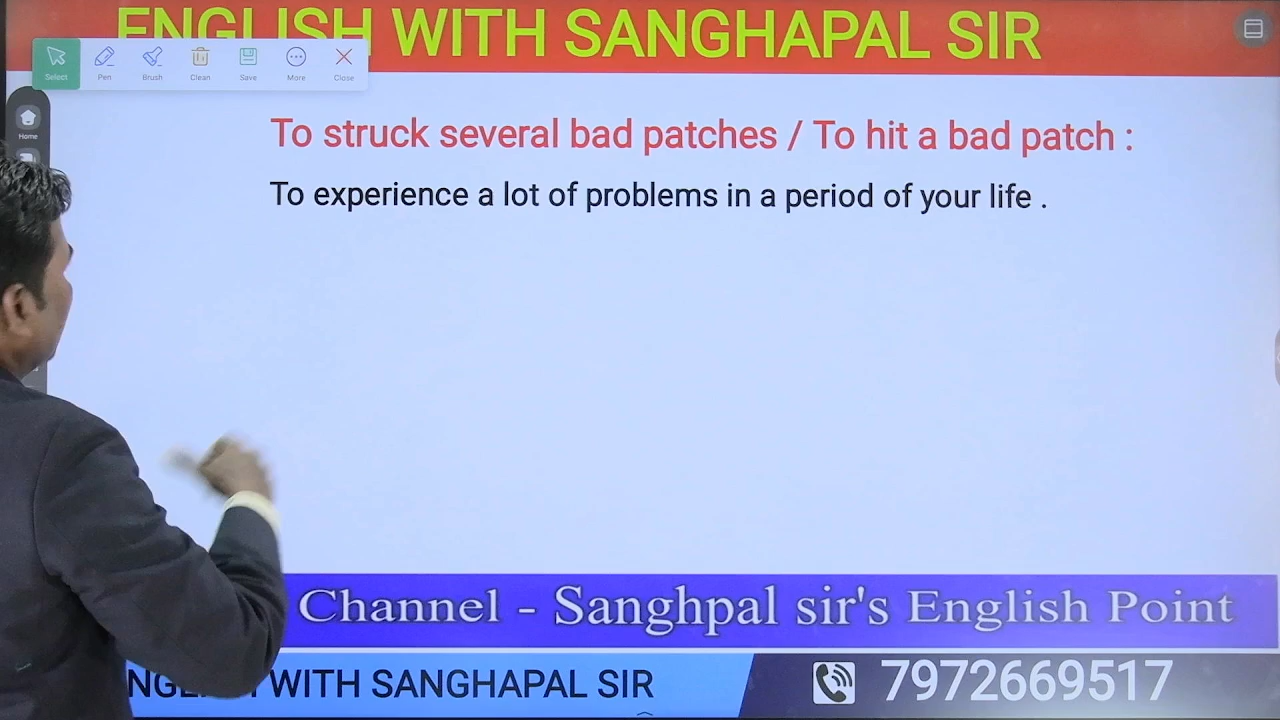 ENGLISH WITH SANGHAPAL SIR
Select Pen Brush Clean Save More Close
Home
To struck several bad patches / To hit a bad patch :
To experience a lot of problems in a period of your life .
Channel - Sanghpal sir's English Point
WITH SANGHAPAL SIR
7972669517